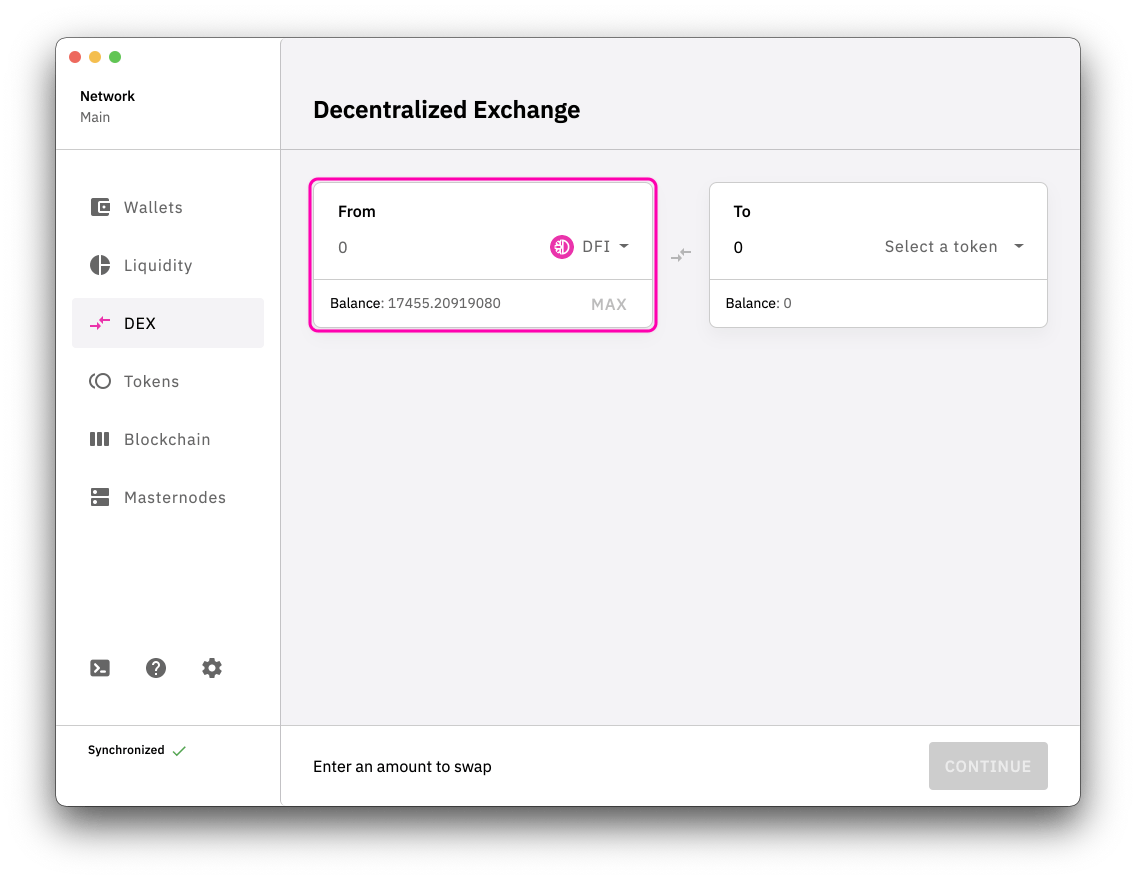 Network
Main
Decentralized Exchange
Wallets
Liquidity
DEX
Tokens
Blockchain
Masternodes
From
0
DFI
Balance: 17455.20919080
MAX
To
0
Select a token
Balance: 0
Synchronized
Enter an amount to swap
CONTINUE